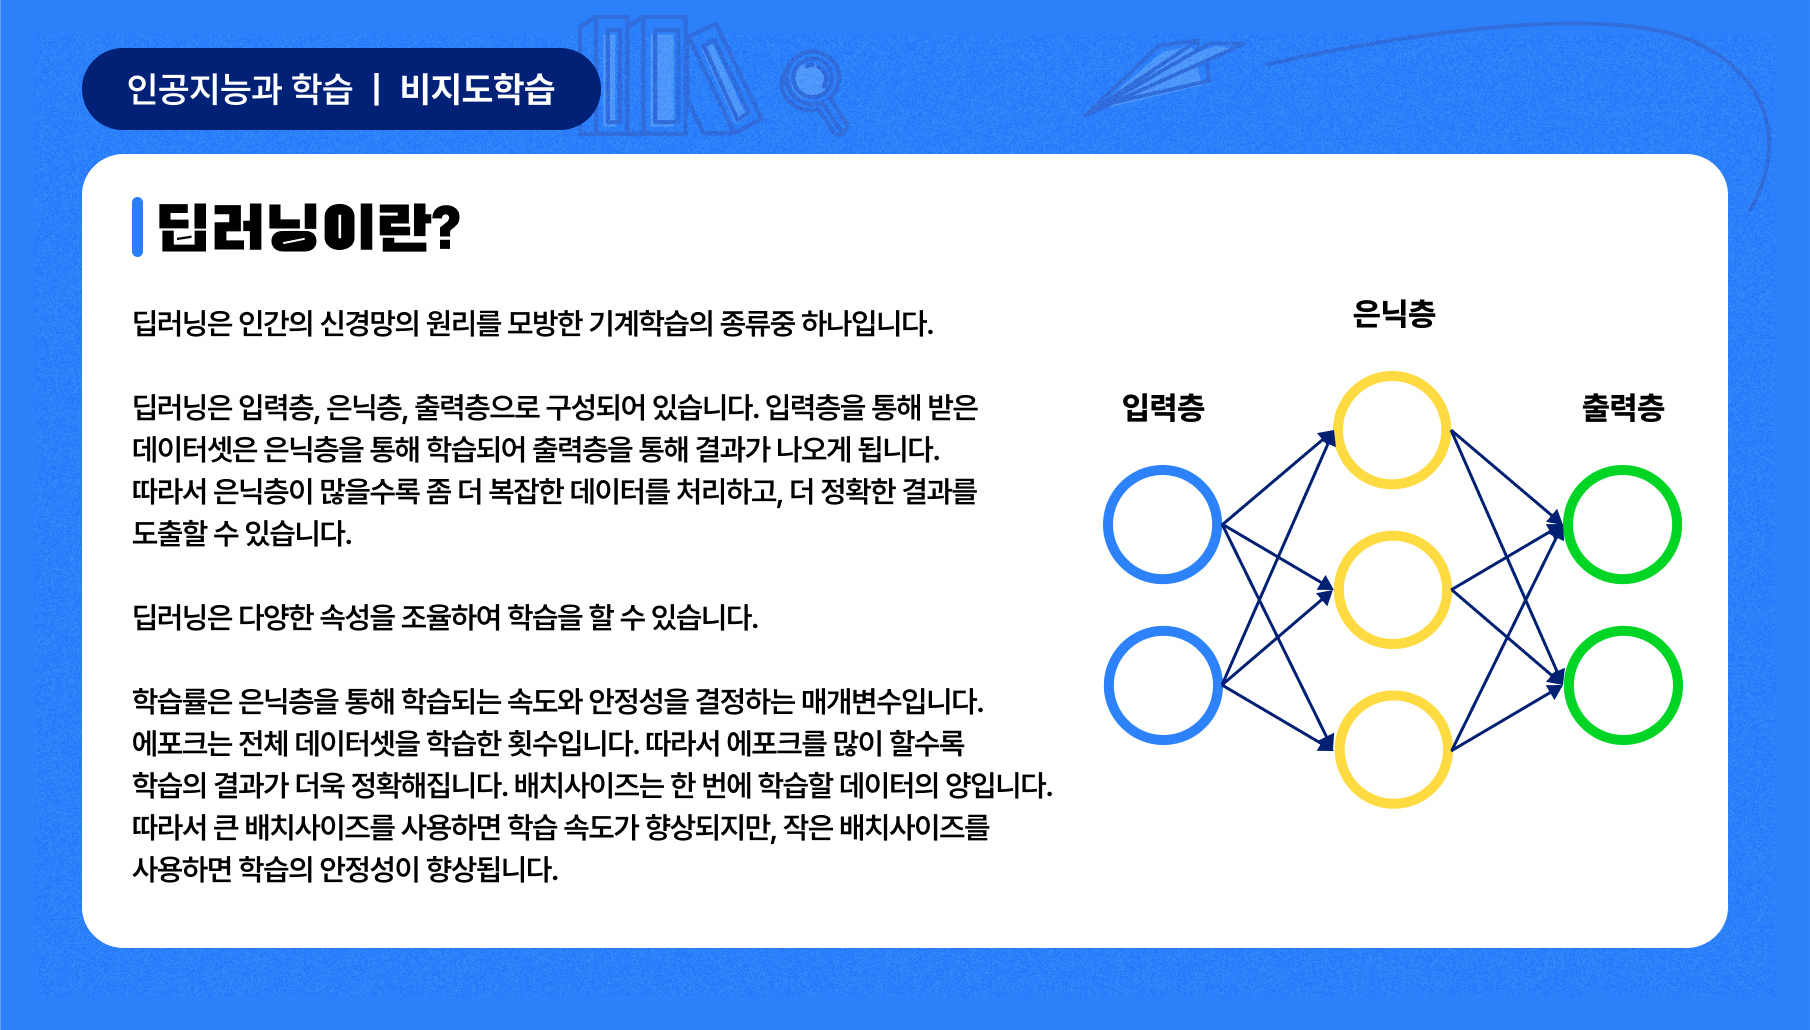 인공지능과 학습 | 비지도학습
딥러닝이란?
딥러닝은 인간의 신경망의 원리를 모방한 기계학습의 종류중 하나입니다.
딥러닝은 입력층, 은닉층, 출력층으로 구성되어 있습니다. 입력층을 통해 받은
데이터셋은 은닉층을 통해 학습되어 출력층을 통해 결과가 나오게 됩니다.
따라서 은닉층이 많을수록 좀 더 복잡한 데이터를 처리하고, 더 정확한 결과를
도출할 수 있습니다.
딥러닝은 다양한 속성을 조율하여 학습을 할 수 있습니다.
학습률은 은닉층을 통해 학습되는 속도와 안정성을 결정하는 매개변수입니다.
에포크는 전체 데이터셋을 학습한 횟수입니다. 따라서 에포크를 많이 할수록
학습의 결과가 더욱 정확해집니다. 배치사이즈는 한 번에 학습할 데이터의 양입니다.
따라서 큰 배치사이즈를 사용하면 학습 속도가 향상되지만, 작은 배치사이즈를
사용하면 학습의 안정성이 향상됩니다.
은닉층
입력층
출력층